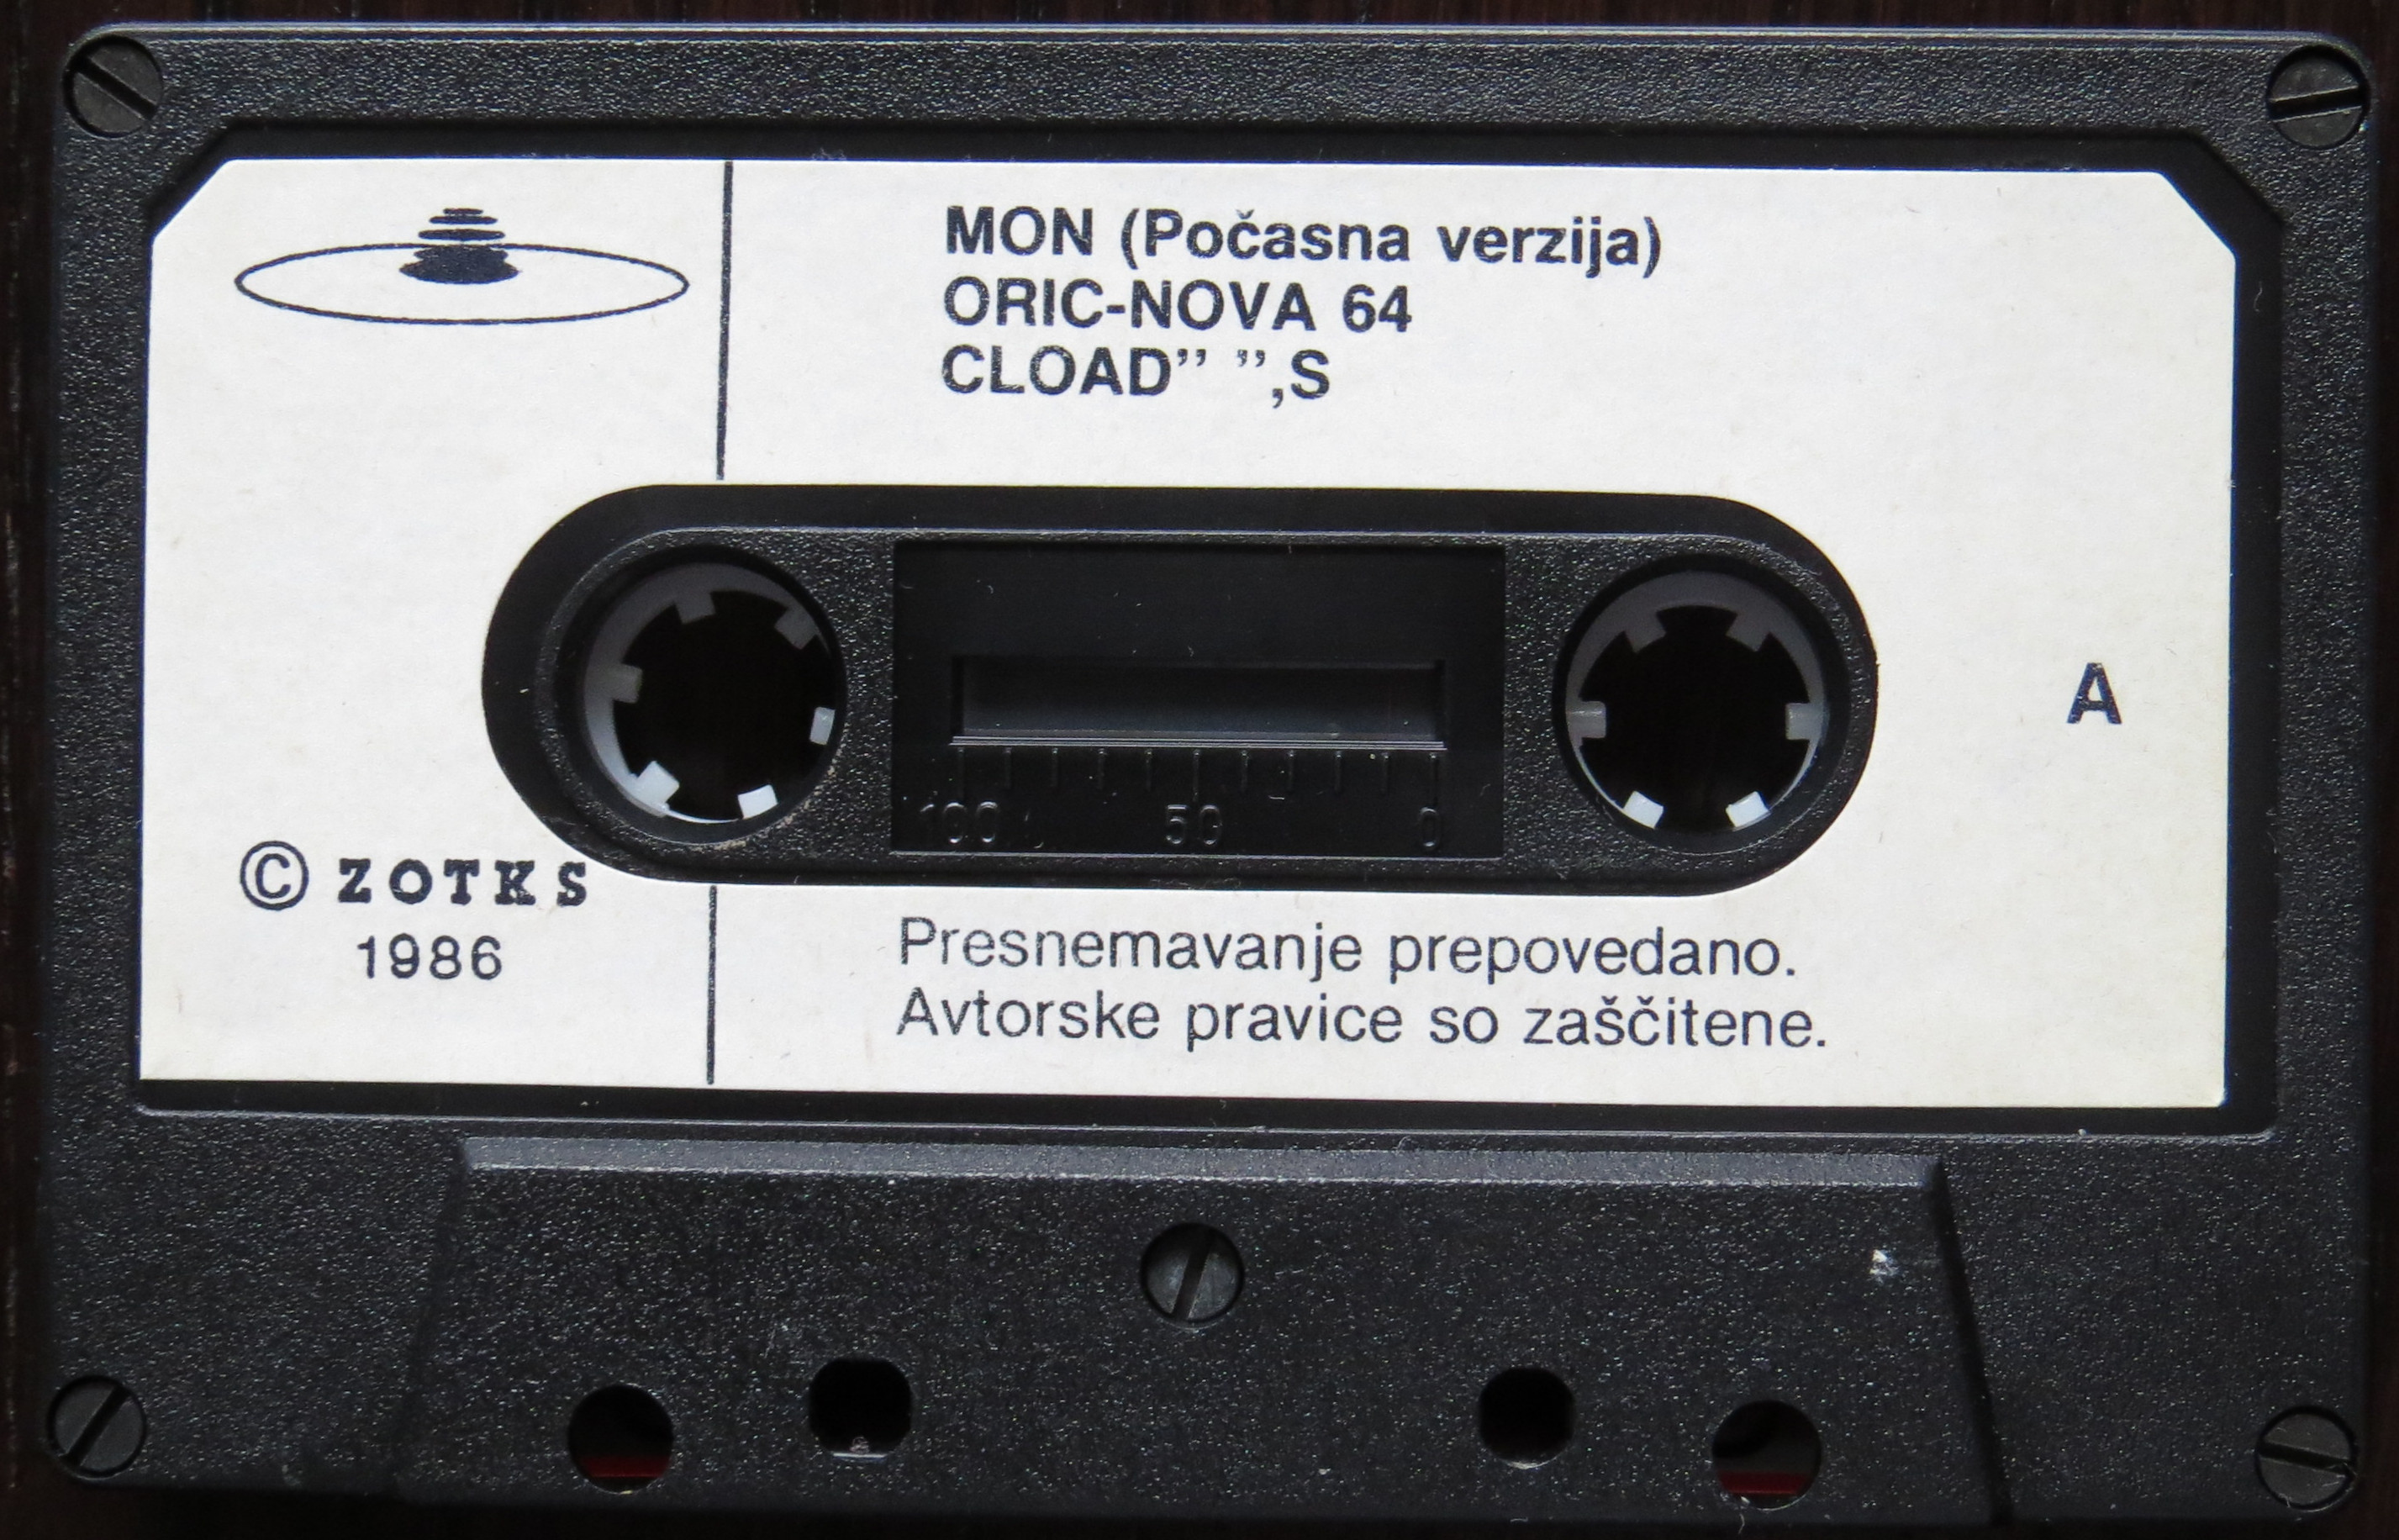 MON (Počasna verzija)
ORIC-NOVA 64
CLOAD” ”,S
A
100 50 0
© ZOTKS
1986
Presnemavanje prepovedano.
Avtorske pravice so zaščitene.